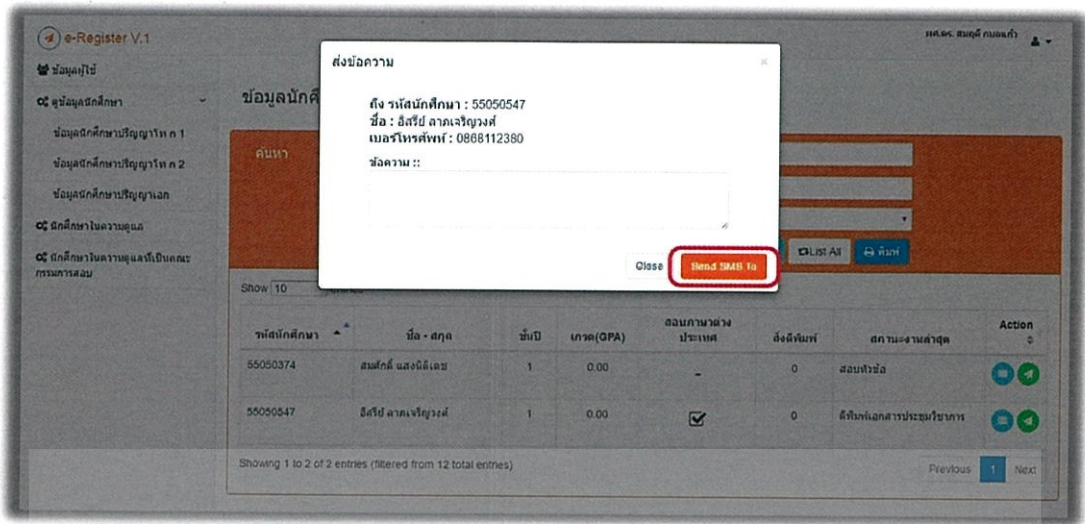 e-Register V.1
ผศ.ดร. สมฤดี กบอแก้ว
ข้อมูลผู้ใช้
ดูข้อมูลนักศึกษา
ข้อมูลนักศึกษาปริญญาโท ก 1
ข้อมูลนักศึกษาปริญญาโท ก 2
ข้อมูลนักศึกษาปริญญาเอก
นักศึกษาในความดูแล
นักศึกษาในความดูแลที่เป็นคณะ
กรรมการสอบ
ข้อมูลนักศึ
ค้นหา
ส่งข้อความ
×
ถึง รหัสนักศึกษา : 55050547
ชื่อ : อิสรีย์ ลาภเจริญวงศ์
เบอร์โทรศัพท์ : 0868112380
ข้อความ ::
Close
Send SMS To
List All
พิมพ์
Show 10
รหัสนักศึกษา ชื่อ - สกุล ชั้นปี เกรด(GPA) สอบภาษาต่างประเทศ สิ่งตีพิมพ์ สถานะงานล่าสุด Action
55050374 สมศักดิ์ แสงนิติเดช 1 0.00 - 0 สอบหัวข้อ
55050547 อิสรีย์ ลาภเจริญวงศ์ 1 0.00 0 ตีพิมพ์เอกสารประชุมวิชาการ
Showing 1 to 2 of 2 entries (filtered from 12 total entries)
Previous 1 Next